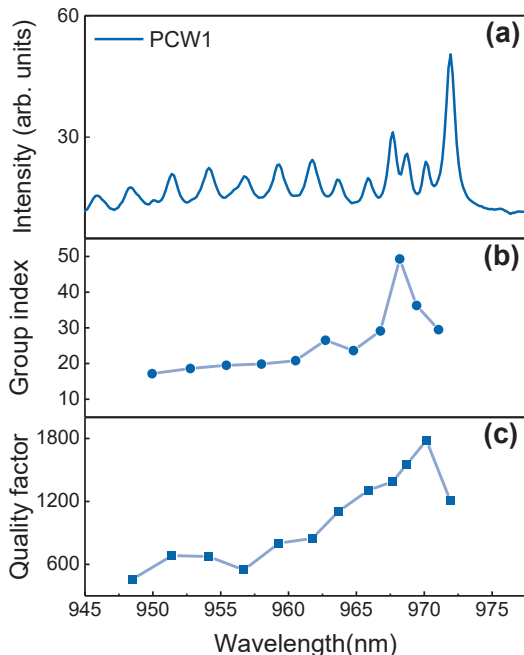 60
(a)
PCW1
30
Intensity (arb. units)
50
(b)
40
30
20
10
Group index
1800
(c)
1200
600
Quality factor
945 950 955 960 965 970 975
Wavelength(nm)